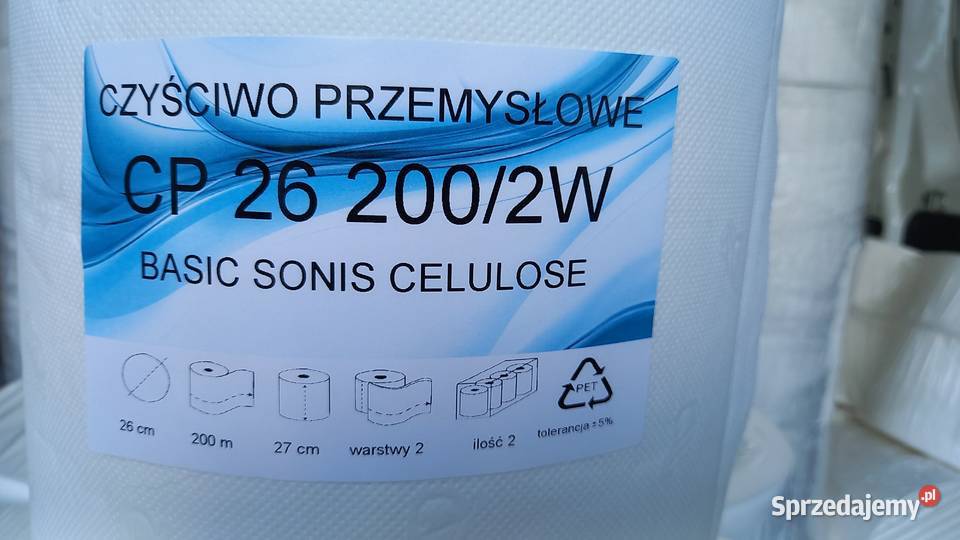 CZYŚCIWO PRZEMYSŁOWE
CP 26 200/2W
BASIC SONIS CELULOSE
PET
26 cm
200 m
27 cm
warstwy 2
ilość 2
tolerancja ±5%
Sprzedajemy.pl